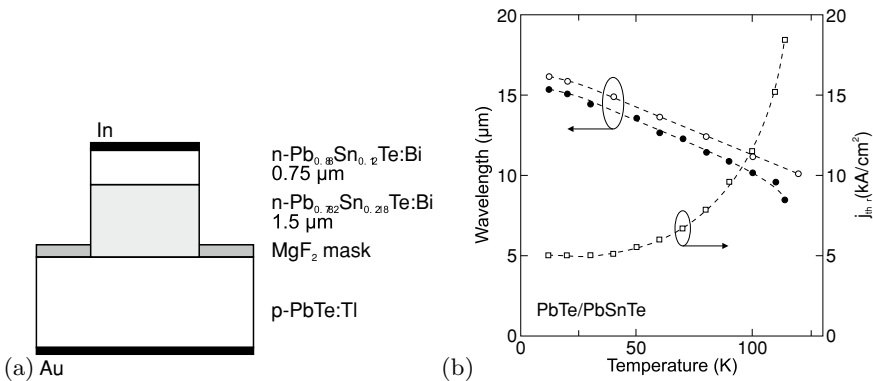 In
n-Pb₀.₈₈Sn₀.₁₂Te:Bi
0.75 µm
n-Pb₀.₇₈₂Sn₀.₂₁₈Te:Bi
1.5 µm
MgF₂ mask
p-PbTe:Tl
(a) Au
20
15
10
5
0
Wavelength (µm)
20
15
10
5
0
jth r (kA/cm²)
PbTe/PbSnTe
0
50
100
(b)
Temperature (K)